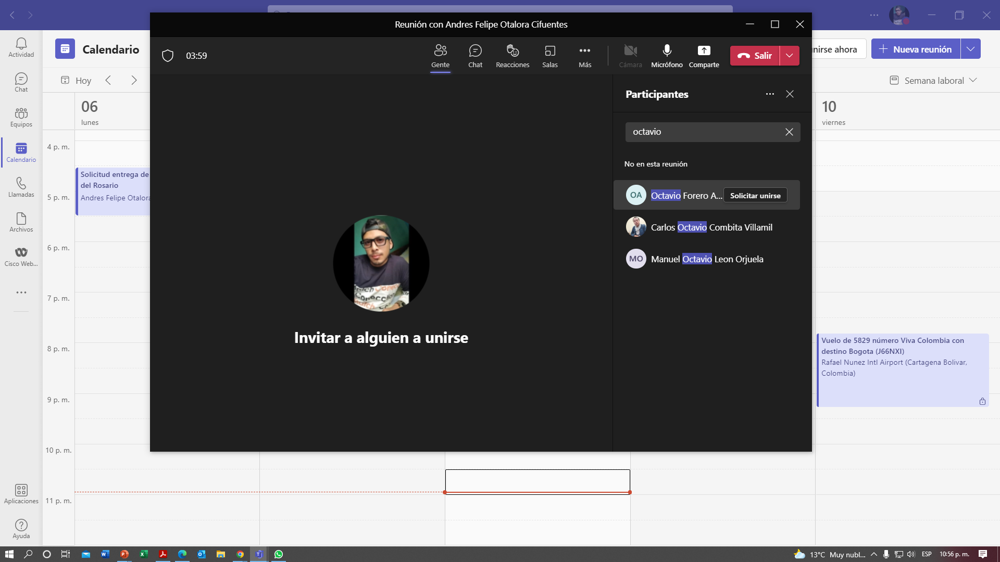 Reunión con Andres Felipe Otalora Cifuentes
03:59
Gente
Chat
Reacciones
Salas
Más
Cámara
Micrófono
Comparte
Salir
Participantes
octavio
No en esta reunión
OA
Octavio Forero A...
Solicitar unirse
Carlos Octavio Combita Villamil
MO
Manuel Octavio Leon Orjuela
Invitar a alguien a unirse
Actividad
Chat
Equipos
Calendario
Llamadas
Archivos
Cisco Web...
Aplicaciones
Ayuda
Calendario
nirse ahora
Nueva reunión
Hoy
Semana laboral
06
lunes
10
viernes
4 p. m.
5 p. m.
6 p. m.
7 p. m.
8 p. m.
9 p. m.
10 p. m.
11 p. m.
Solicitud entrega de
del Rosario
Andres Felipe Otalora
Vuelo de 5829 número Viva Colombia con
destino Bogota (J66NXI)
Rafael Nunez Intl Airport (Cartagena Bolivar,
Colombia)
13°C Muy nubl...
ESP
10:56 p. m.